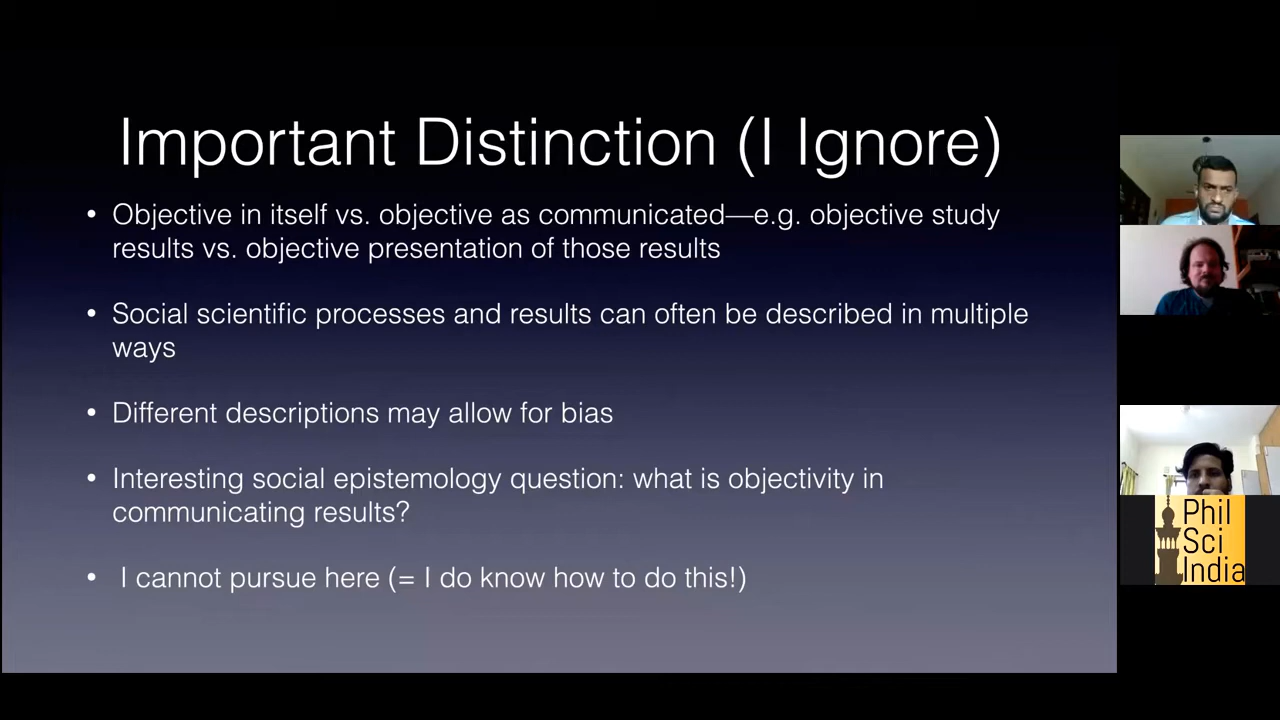 Important Distinction (I Ignore)
• Objective in itself vs. objective as communicated—e.g. objective study
results vs. objective presentation of those results
• Social scientific processes and results can often be described in multiple
ways
• Different descriptions may allow for bias
• Interesting social epistemology question: what is objectivity in
communicating results?
• I cannot pursue here (= I do know how to do this!)
Phil
Sci
India